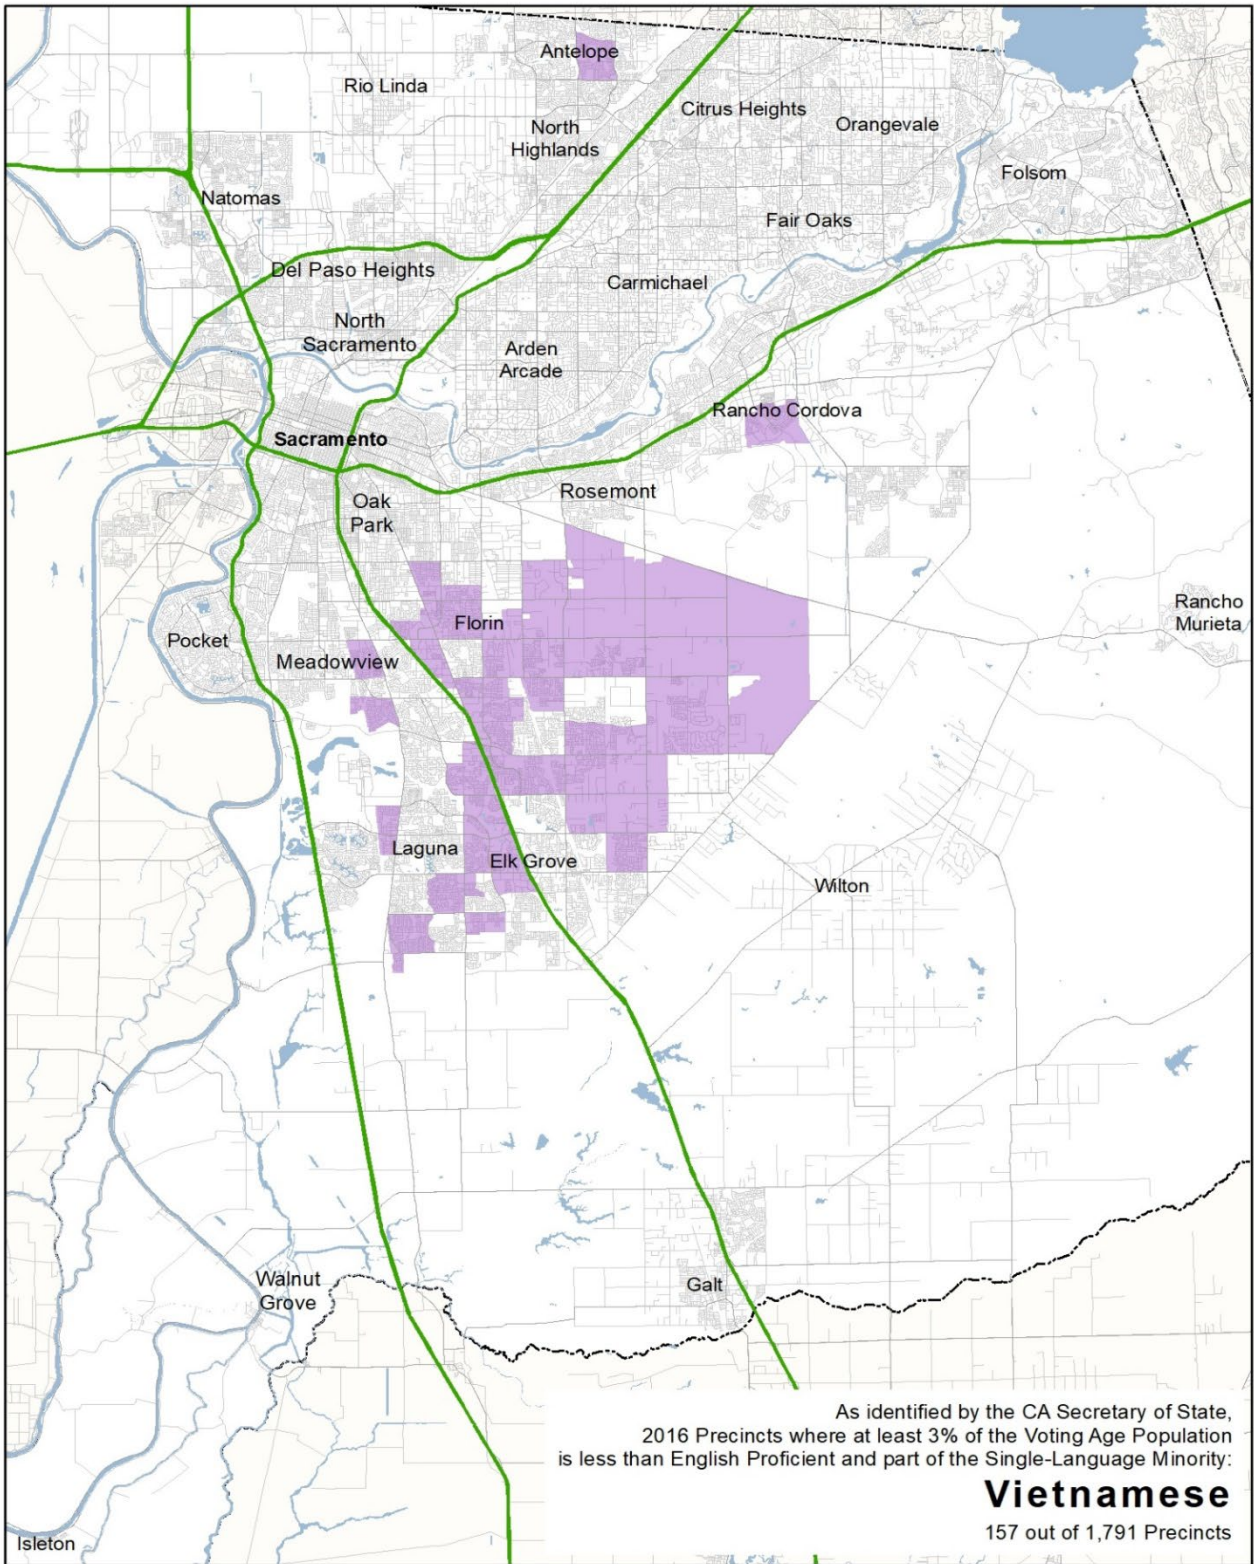 Antelope
Rio Linda
Citrus Heights
North
Highlands
Orangevale
Folsom
Natomas
Fair Oaks
Del Paso Heights
Carmichael
North
Sacramento
Arden
Arcade
Rancho Cordova
Sacramento
Rosemont
Oak
Park
Rancho
Murieta
Florin
Pocket
Meadowview
Laguna
Elk Grove
Wilton
Walnut
Grove
Galt
As identified by the CA Secretary of State,
2016 Precincts where at least 3% of the Voting Age Population
is less than English Proficient and part of the Single-Language Minority:
Vietnamese
157 out of 1,791 Precincts
Isleton